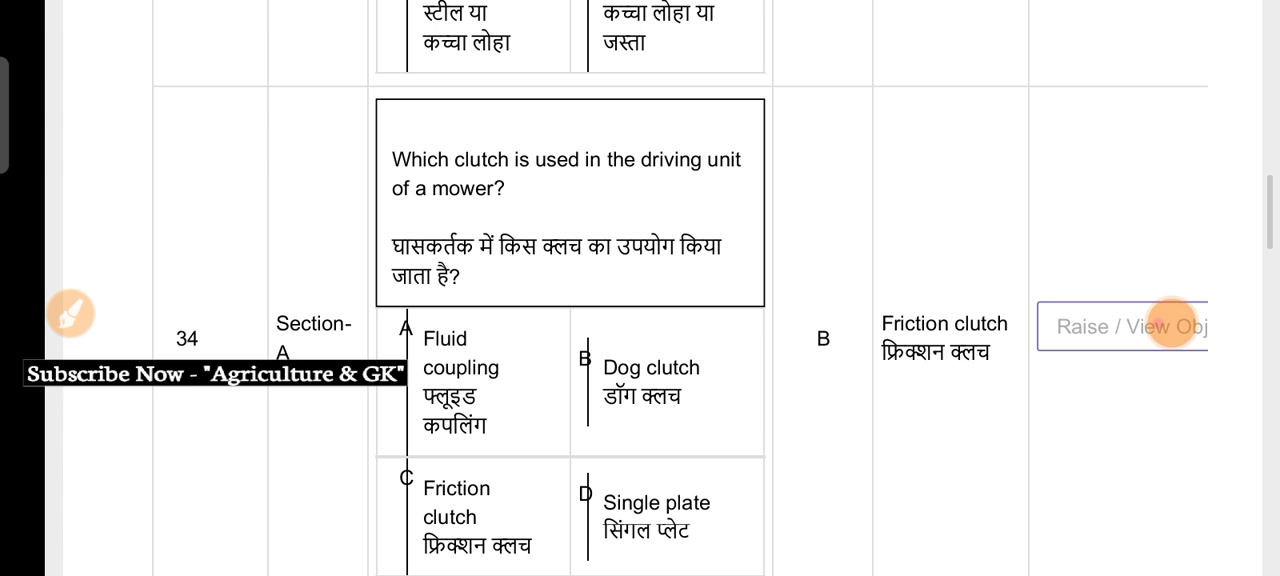 स्टील या
कच्चा लोहा
कच्चा लोहा या
जस्ता
Which clutch is used in the driving unit
of a mower?
घासकर्तक में किस क्लच का उपयोग किया
जाता है?
34
Section-
A
A
Fluid
coupling
फ्लूइड
कपलिंग
B
Dog clutch
डॉग क्लच
C
Friction
clutch
फ्रिक्शन क्लच
D
Single plate
सिंगल प्लेट
B
Friction clutch
फ्रिक्शन क्लच
Raise / View Obj
Subscribe Now - "Agriculture & GK"